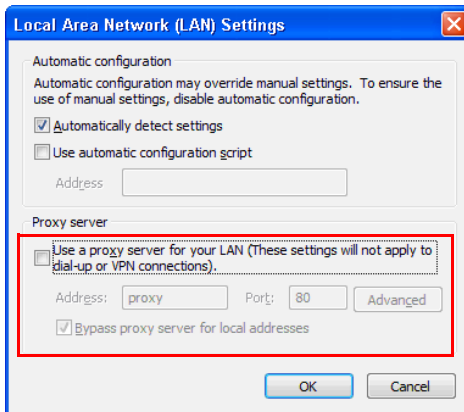 Local Area Network (LAN) Settings
Automatic configuration
Automatic configuration may override manual settings. To ensure the
use of manual settings, disable automatic configuration.
Automatically detect settings
Use automatic configuration script
Address
Proxy server
Use a proxy server for your LAN (These settings will not apply to
dial-up or VPN connections).
Address: proxy Port: 80 Advanced
Bypass proxy server for local addresses
OK Cancel